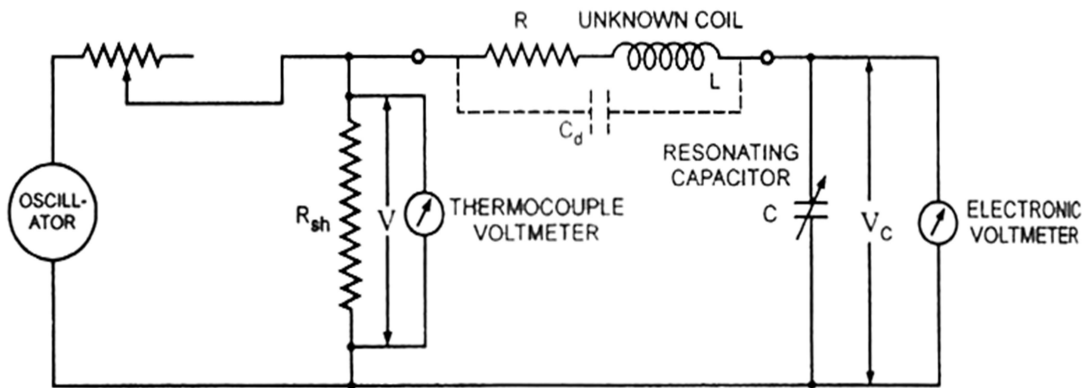 R
UNKNOWN COIL
L
C_d
OSCILL-
ATOR
R_sh
V
THERMOCOUPLE
VOLTMETER
RESONATING
CAPACITOR
C
V_C
ELECTRONIC
VOLTMETER